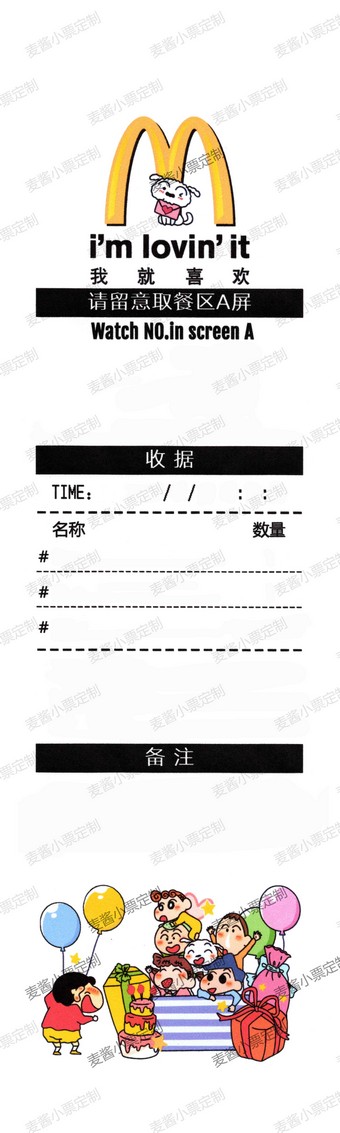 i'm lovin' it
我就喜欢
请留意取餐区A屏
Watch NO.in screen A
收据
TIME: / / : :
名称 数量
#
#
#
备注
麦酱小票定制